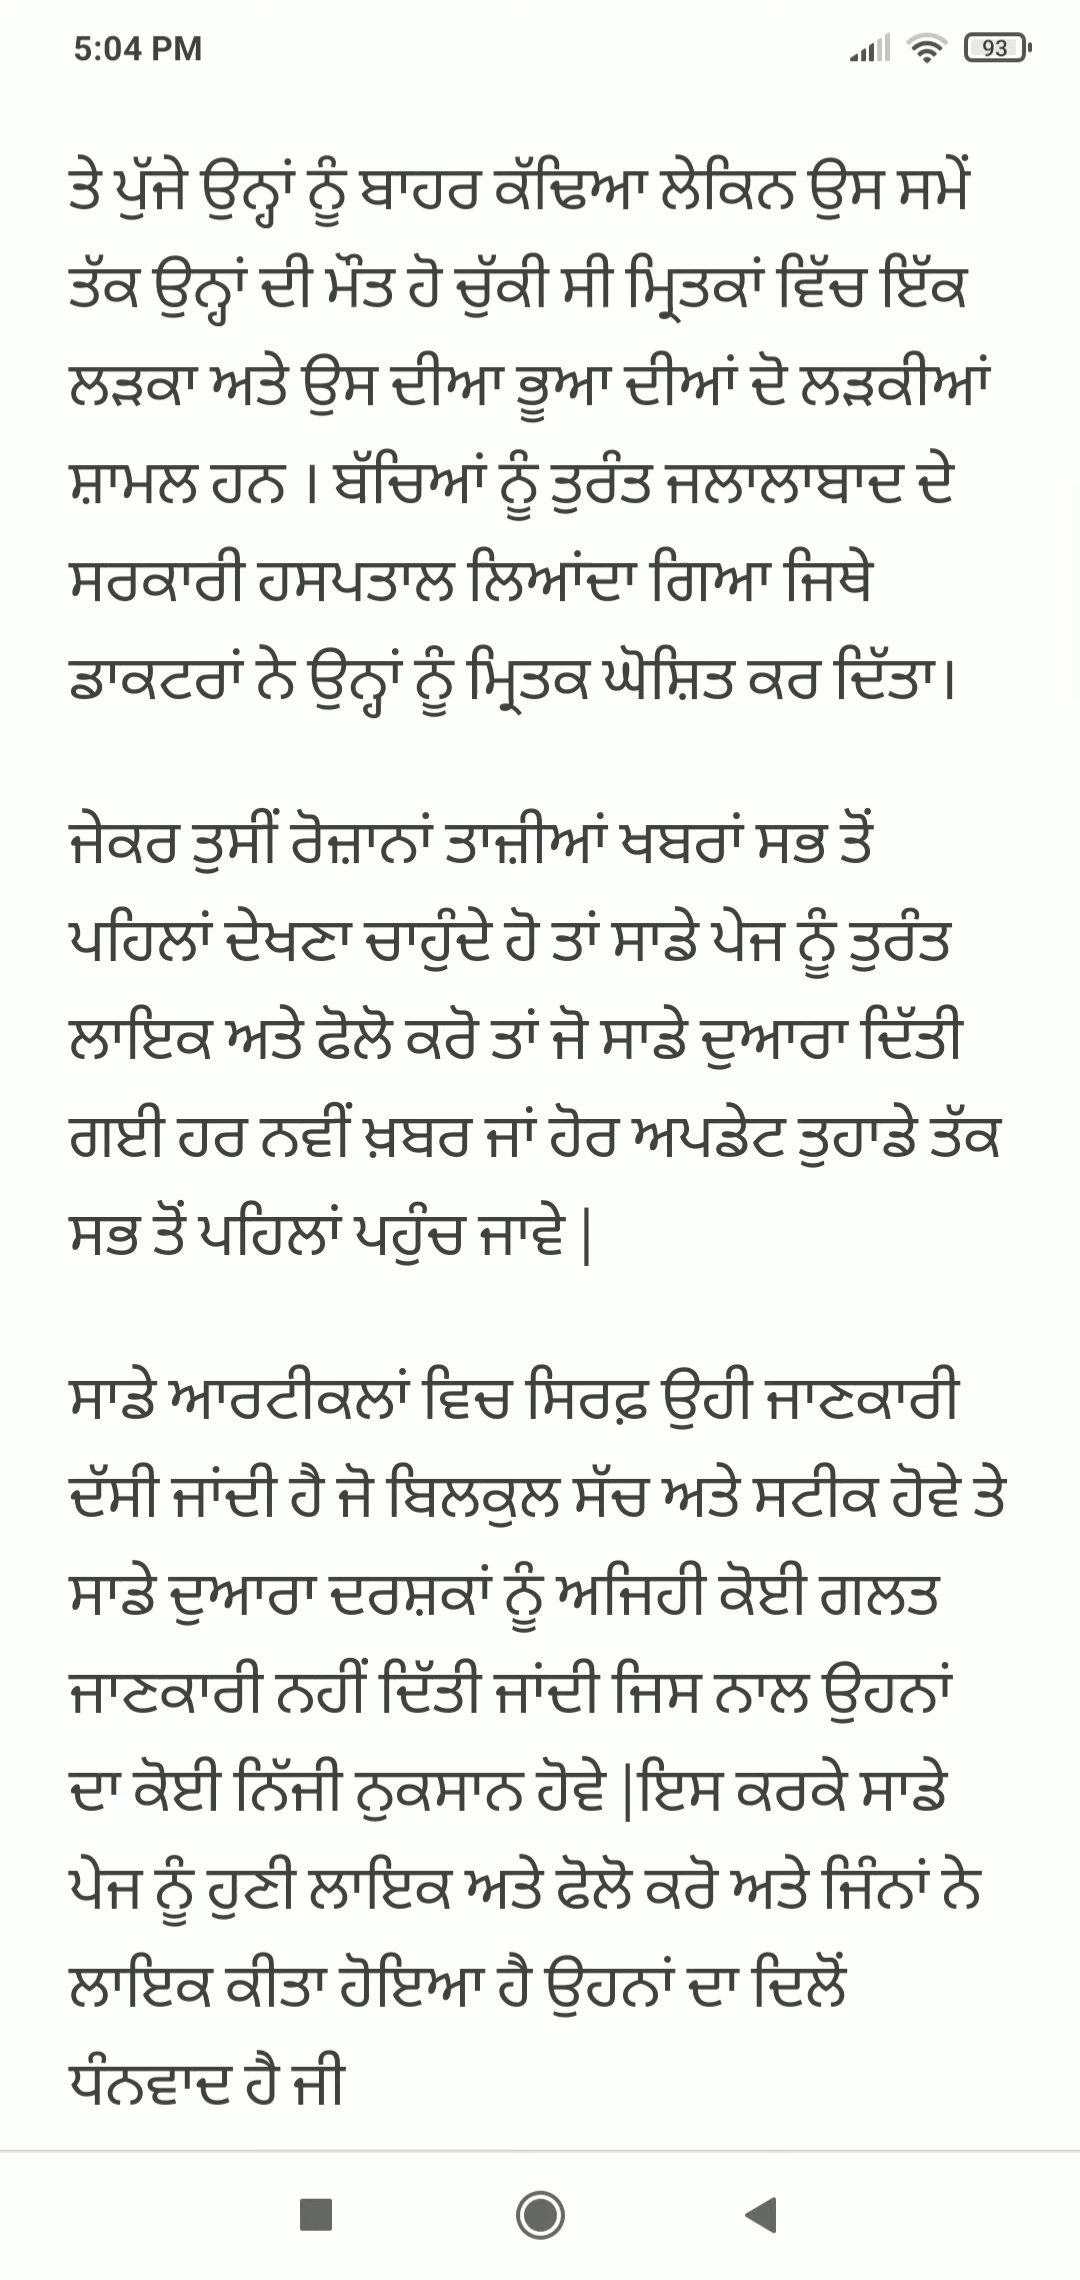 5:04 PM
93
ਤੇ ਪੁੱਜੇ ਉਨ੍ਹਾਂ ਨੂੰ ਬਾਹਰ ਕੱਢਿਆ ਲੇਕਿਨ ਉਸ ਸਮੇਂ
ਤੱਕ ਉਨ੍ਹਾਂ ਦੀ ਮੌਤ ਹੋ ਚੁੱਕੀ ਸੀ ਮ੍ਰਿਤਕਾਂ ਵਿੱਚ ਇੱਕ
ਲੜਕਾ ਅਤੇ ਉਸ ਦੀਆ ਭੂਆ ਦੀਆਂ ਦੋ ਲੜਕੀਆਂ
ਸ਼ਾਮਲ ਹਨ । ਬੱਚਿਆਂ ਨੂੰ ਤੁਰੰਤ ਜਲਾਲਾਬਾਦ ਦੇ
ਸਰਕਾਰੀ ਹਸਪਤਾਲ ਲਿਆਂਦਾ ਗਿਆ ਜਿਥੇ
ਡਾਕਟਰਾਂ ਨੇ ਉਨ੍ਹਾਂ ਨੂੰ ਮ੍ਰਿਤਕ ਘੋਸ਼ਿਤ ਕਰ ਦਿੱਤਾ।
ਜੇਕਰ ਤੁਸੀਂ ਰੋਜ਼ਾਨਾਂ ਤਾਜ਼ੀਆਂ ਖਬਰਾਂ ਸਭ ਤੋਂ
ਪਹਿਲਾਂ ਦੇਖਣਾ ਚਾਹੁੰਦੇ ਹੋ ਤਾਂ ਸਾਡੇ ਪੇਜ ਨੂੰ ਤੁਰੰਤ
ਲਾਇਕ ਅਤੇ ਫੋਲੋ ਕਰੋ ਤਾਂ ਜੋ ਸਾਡੇ ਦੁਆਰਾ ਦਿੱਤੀ
ਗਈ ਹਰ ਨਵੀਂ ਖ਼ਬਰ ਜਾਂ ਹੋਰ ਅਪਡੇਟ ਤੁਹਾਡੇ ਤੱਕ
ਸਭ ਤੋਂ ਪਹਿਲਾਂ ਪਹੁੰਚ ਜਾਵੇ |
ਸਾਡੇ ਆਰਟੀਕਲਾਂ ਵਿਚ ਸਿਰਫ਼ ਉਹੀ ਜਾਣਕਾਰੀ
ਦੱਸੀ ਜਾਂਦੀ ਹੈ ਜੋ ਬਿਲਕੁਲ ਸੱਚ ਅਤੇ ਸਟੀਕ ਹੋਵੇ ਤੇ
ਸਾਡੇ ਦੁਆਰਾ ਦਰਸ਼ਕਾਂ ਨੂੰ ਅਜਿਹੀ ਕੋਈ ਗਲਤ
ਜਾਣਕਾਰੀ ਨਹੀਂ ਦਿੱਤੀ ਜਾਂਦੀ ਜਿਸ ਨਾਲ ਉਹਨਾਂ
ਦਾ ਕੋਈ ਨਿੱਜੀ ਨੁਕਸਾਨ ਹੋਵੇ |ਇਸ ਕਰਕੇ ਸਾਡੇ
ਪੇਜ ਨੂੰ ਹੁਣੀ ਲਾਇਕ ਅਤੇ ਫੋਲੋ ਕਰੋ ਅਤੇ ਜਿੰਨਾਂ ਨੇ
ਲਾਇਕ ਕੀਤਾ ਹੋਇਆ ਹੈ ਉਹਨਾਂ ਦਾ ਦਿਲੋਂ
ਧੰਨਵਾਦ ਹੈ ਜੀ